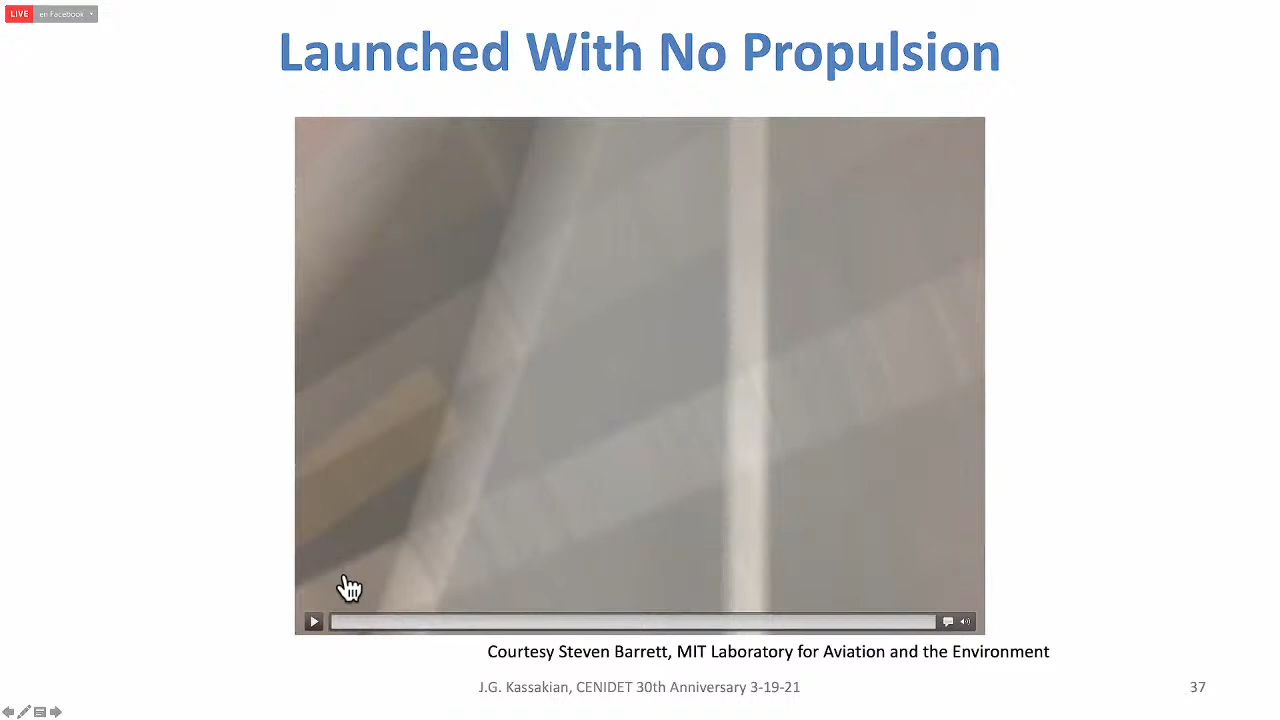 LIVE en Facebook
Launched With No Propulsion
Courtesy Steven Barrett, MIT Laboratory for Aviation and the Environment
J.G. Kassakian, CENIDET 30th Anniversary 3-19-21
37